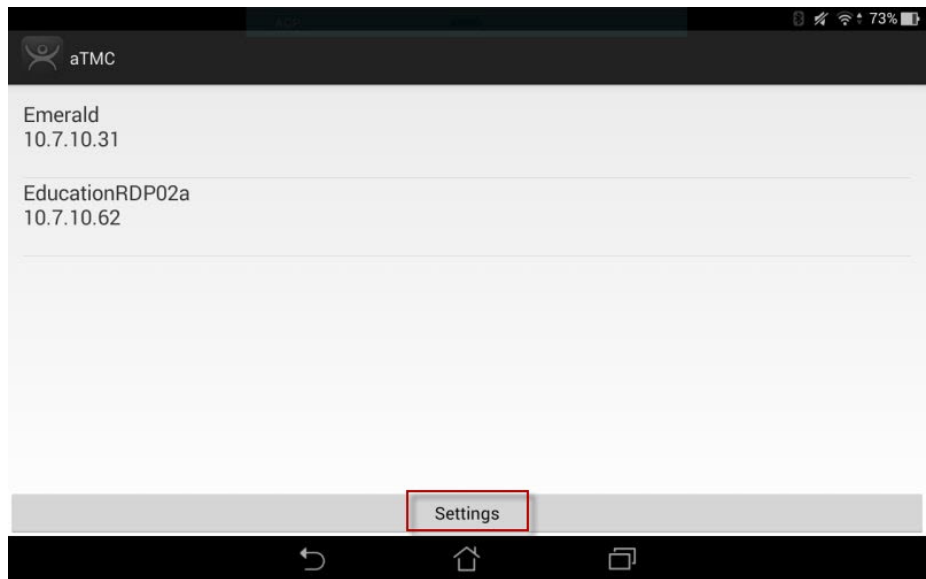 73%
aTMC
Emerald
10.7.10.31
EducationRDP02a
10.7.10.62
Settings